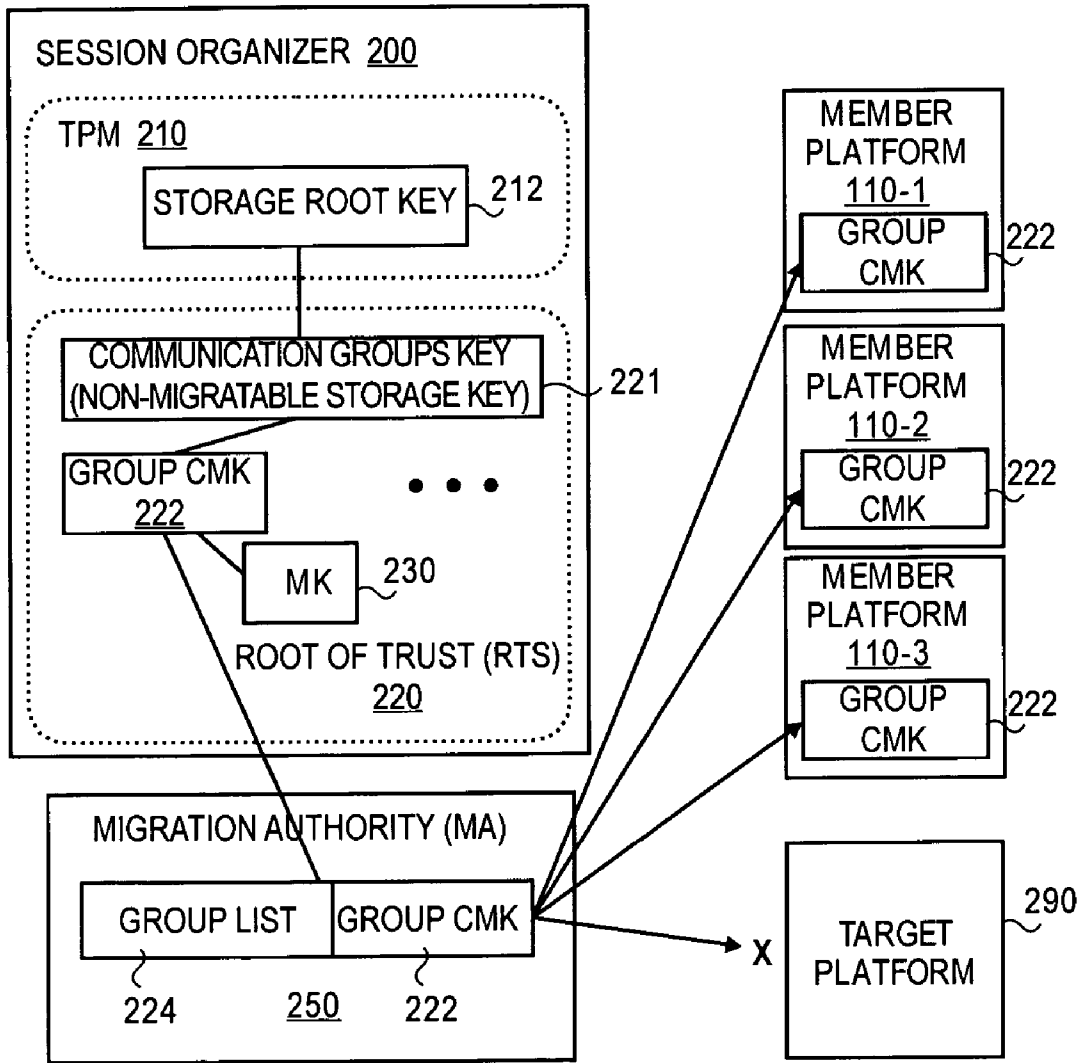 SESSION ORGANIZER 200
TPM 210
STORAGE ROOT KEY
212
COMMUNICATION GROUPS KEY
(NON-MIGRATABLE STORAGE KEY)
221
GROUP CMK
222
• • •
MK
230
ROOT OF TRUST (RTS)
220
MIGRATION AUTHORITY (MA)
GROUP LIST
GROUP CMK
224
250
222
MEMBER
PLATFORM
110-1
GROUP
CMK
222
MEMBER
PLATFORM
110-2
GROUP
CMK
222
MEMBER
PLATFORM
110-3
GROUP
CMK
222
X
TARGET
PLATFORM
290